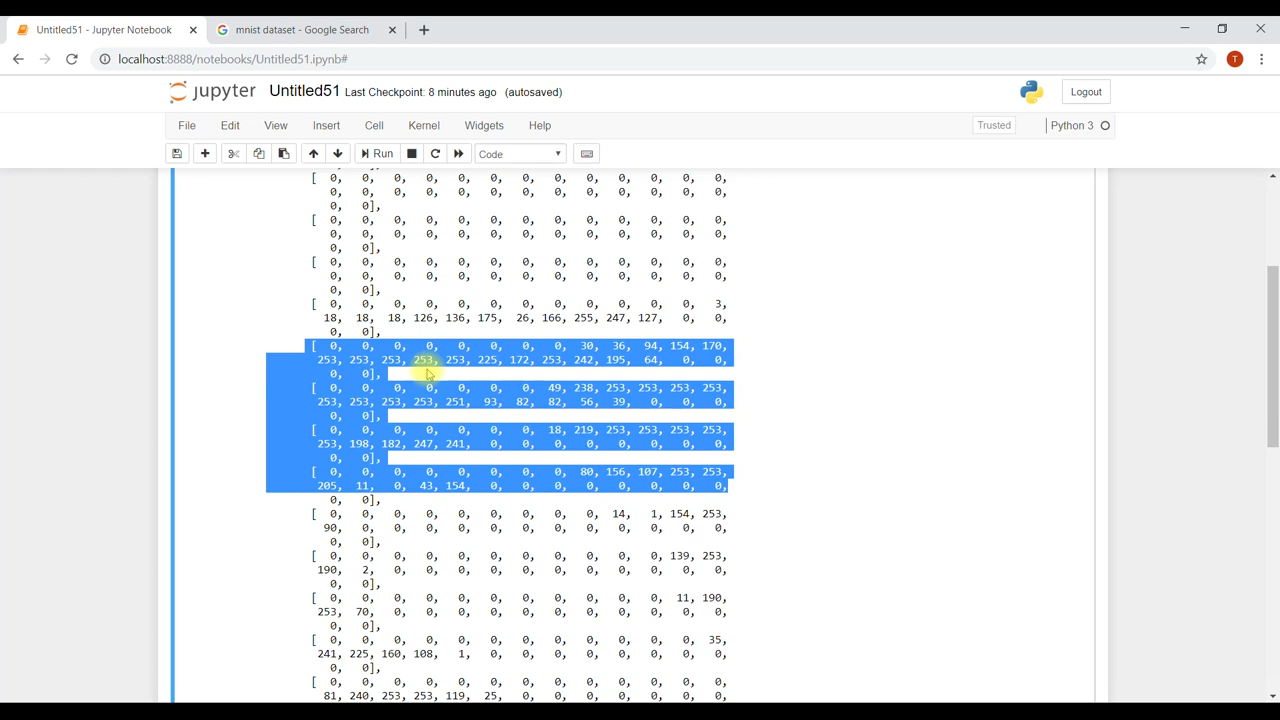 Untitled51 - Jupyter Notebook
mnist dataset - Google Search
localhost:8888/notebooks/Untitled51.ipynb#
T
jupyter Untitled51 Last Checkpoint: 8 minutes ago (autosaved)
Logout
File Edit View Insert Cell Kernel Widgets Help
Trusted Python 3
Run Code
[ 0, 0, 0, 0, 0, 0, 0, 0, 0, 0, 0, 0, 0,
0, 0, 0, 0, 0, 0, 0, 0, 0, 0, 0, 0, 0,
0, 0],
[ 0, 0, 0, 0, 0, 0, 0, 0, 0, 0, 0, 0, 0,
0, 0, 0, 0, 0, 0, 0, 0, 0, 0, 0, 0, 0,
0, 0],
[ 0, 0, 0, 0, 0, 0, 0, 0, 0, 0, 0, 0, 0,
0, 0, 0, 0, 0, 0, 0, 0, 0, 0, 0, 0, 0,
0, 0],
[ 0, 0, 0, 0, 0, 0, 0, 0, 0, 0, 0, 0, 3,
18, 18, 18, 126, 136, 175, 26, 166, 255, 247, 127, 0, 0,
0, 0],
[ 0, 0, 0, 0, 0, 0, 0, 0, 30, 36, 94, 154, 170,
253, 253, 253, 253, 253, 225, 172, 253, 242, 195, 64, 0, 0,
0, 0],
[ 0, 0, 0, 0, 0, 0, 0, 49, 238, 253, 253, 253, 253,
253, 253, 253, 253, 251, 93, 82, 82, 56, 39, 0, 0, 0,
0, 0],
[ 0, 0, 0, 0, 0, 0, 0, 18, 219, 253, 253, 253, 253,
253, 198, 182, 247, 241, 0, 0, 0, 0, 0, 0, 0, 0,
0, 0],
[ 0, 0, 0, 0, 0, 0, 0, 0, 80, 156, 107, 253, 253,
205, 11, 0, 43, 154, 0, 0, 0, 0, 0, 0, 0, 0,
0, 0],
[ 0, 0, 0, 0, 0, 0, 0, 0, 0, 14, 1, 154, 253,
90, 0, 0, 0, 0, 0, 0, 0, 0, 0, 0, 0, 0,
0, 0],
[ 0, 0, 0, 0, 0, 0, 0, 0, 0, 0, 0, 139, 253,
190, 2, 0, 0, 0, 0, 0, 0, 0, 0, 0, 0, 0,
0, 0],
[ 0, 0, 0, 0, 0, 0, 0, 0, 0, 0, 0, 11, 190,
253, 70, 0, 0, 0, 0, 0, 0, 0, 0, 0, 0, 0,
0, 0],
[ 0, 0, 0, 0, 0, 0, 0, 0, 0, 0, 0, 0, 35,
241, 225, 160, 108, 1, 0, 0, 0, 0, 0, 0, 0, 0,
0, 0],
[ 0, 0, 0, 0, 0, 0, 0, 0, 0, 0, 0, 0, 0,
81, 240, 253, 253, 119, 25, 0, 0, 0, 0, 0, 0, 0,